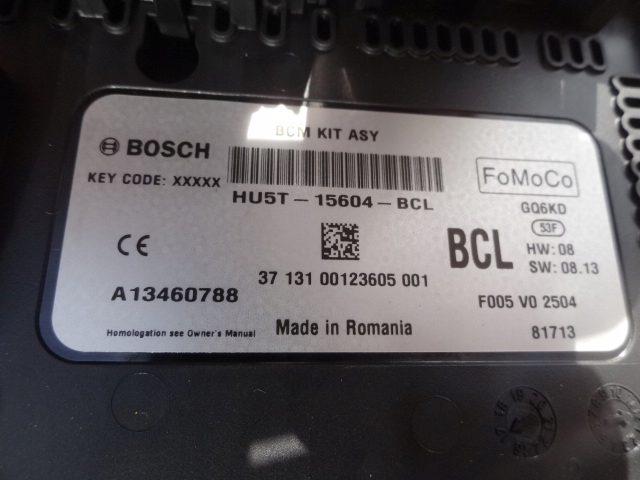 BCM KIT ASY
BOSCH
FoMoCo
KEY CODE: XXXXX
HU5T-15604-BCL
GQ6KD
53F
BCL
HW: 08
SW: 08.13
CE
37 131 00123605 001
A13460788
F005 V0 2504
Homologation see Owner's Manual
Made in Romania
81713